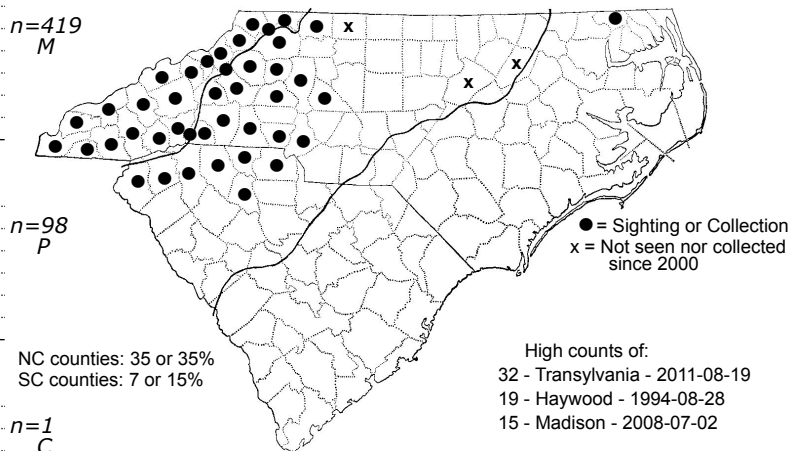 n=419
M
x
x
x
n=98
P
● = Sighting or Collection
x = Not seen nor collected
since 2000
NC counties: 35 or 35%
SC counties: 7 or 15%
High counts of:
32 - Transylvania - 2011-08-19
19 - Haywood - 1994-08-28
15 - Madison - 2008-07-02
n=1
C